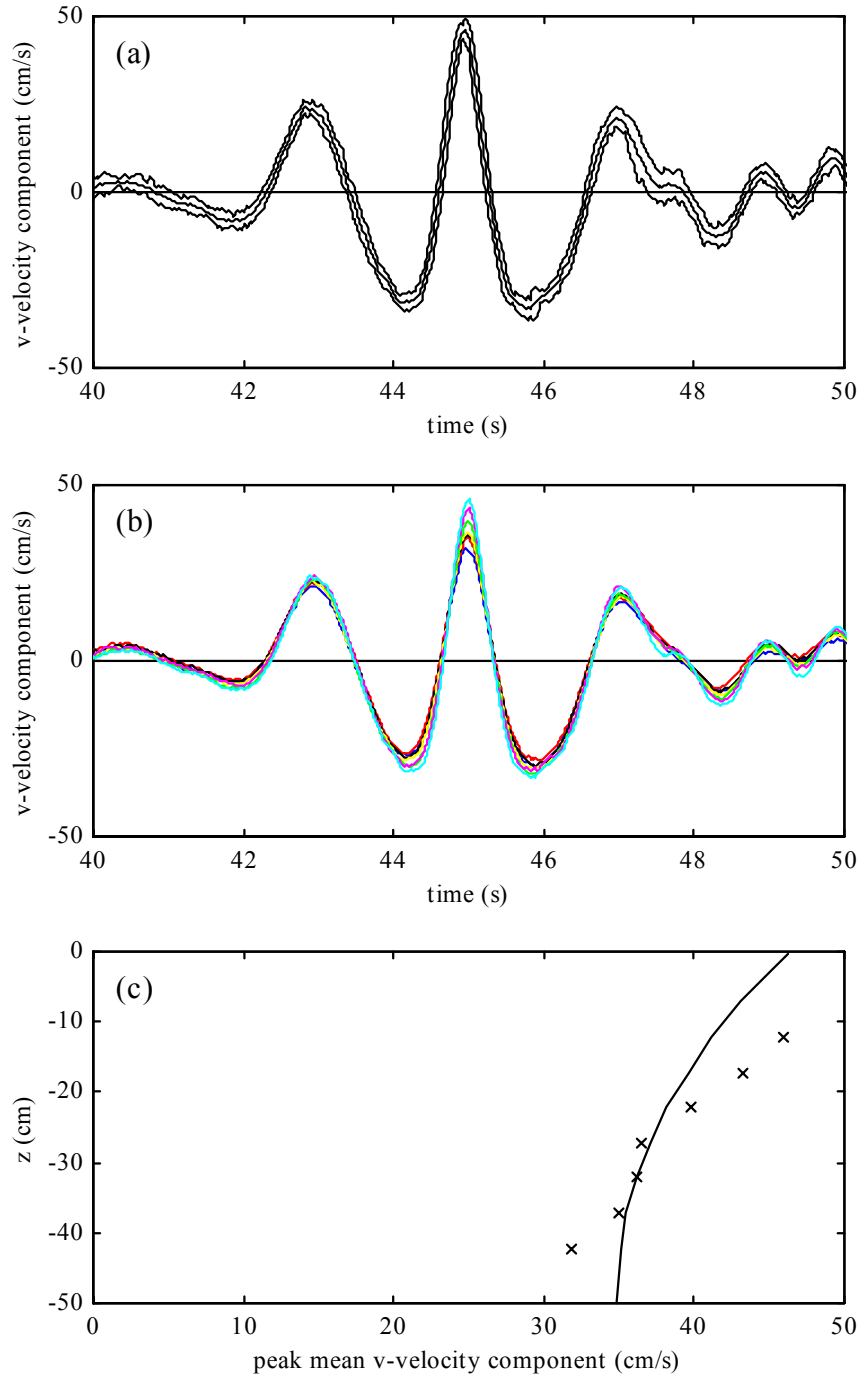 (a)
v-velocity component (cm/s)
50
0
-50
40 42 44 46 48 50
time (s)
(b)
v-velocity component (cm/s)
50
0
-50
40 42 44 46 48 50
time (s)
(c)
z (cm)
0
-10
-20
-30
-40
-50
0 10 20 30 40 50
peak mean v-velocity component (cm/s)